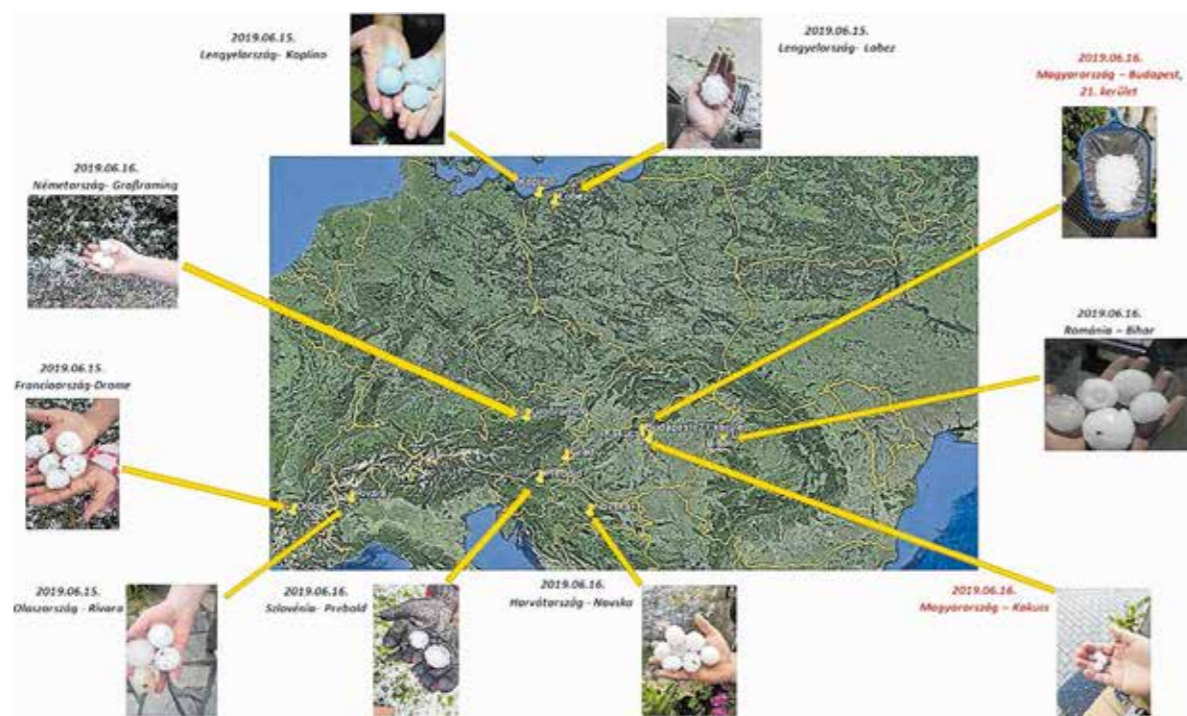 2019.06.15.
Lengyelország- Koplino
2019.06.15.
Lengyelország- Lobez
2019.06.16.
Magyarország – Budapest,
21. kerület
2019.06.16.
Németország- Großraming
2019.06.16.
Románia – Bihar
2019.06.15.
Franciaország-Drome
2019.06.15.
Olaszország - Rivara
2019.06.16.
Szlovénia- Prebold
2019.06.16.
Horvátország - Novska
2019.06.16.
Magyarország – Kakucs